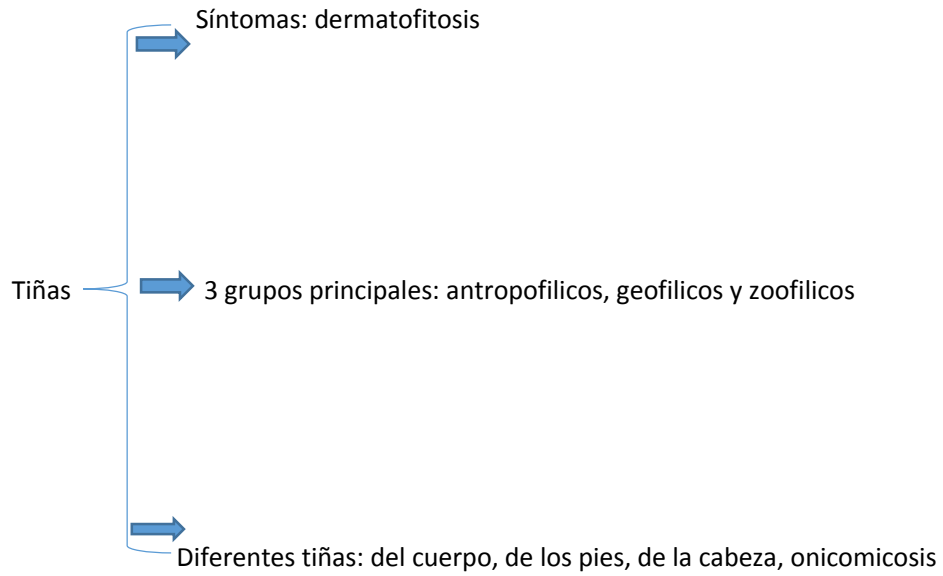 Síntomas: dermatofitosis
Tiñas
3 grupos principales: antropofilicos, geofilicos y zoofilicos
Diferentes tiñas: del cuerpo, de los pies, de la cabeza, onicomicosis